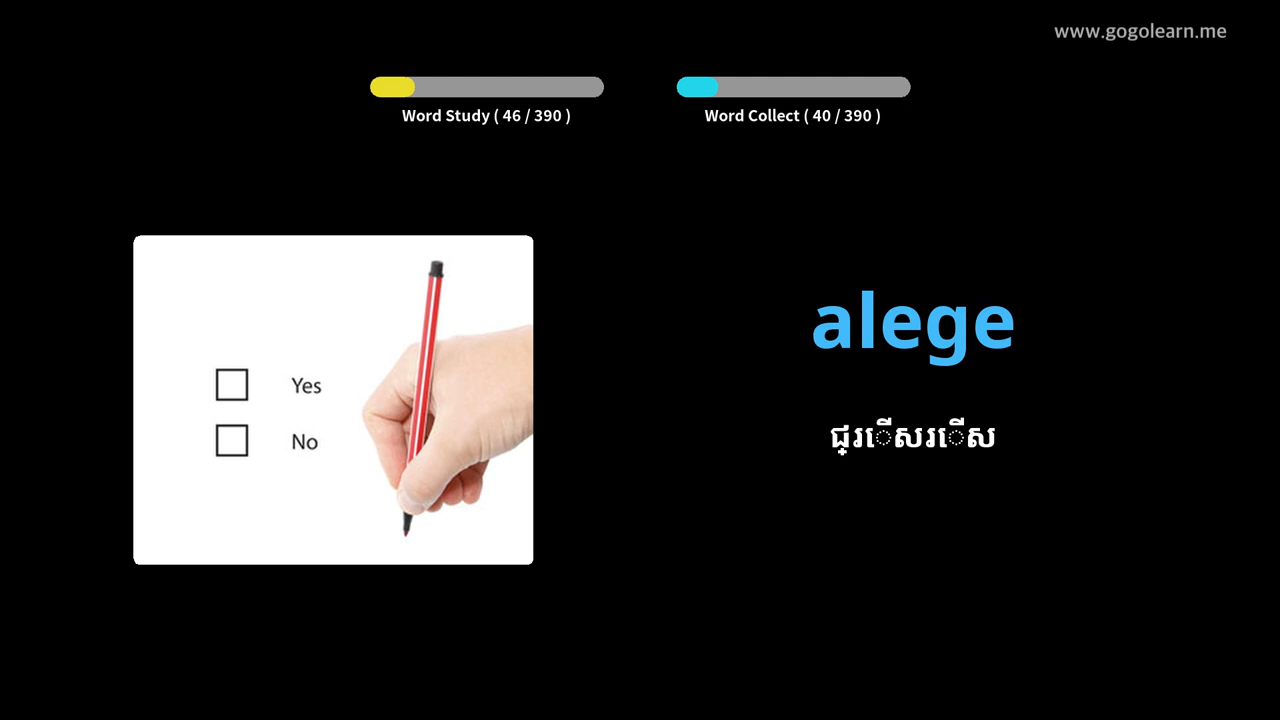 www.gogolearn.me
Word Study ( 46 / 390 )
Word Collect ( 40 / 390 )
Yes
No
alege
ជ្រើសរើស